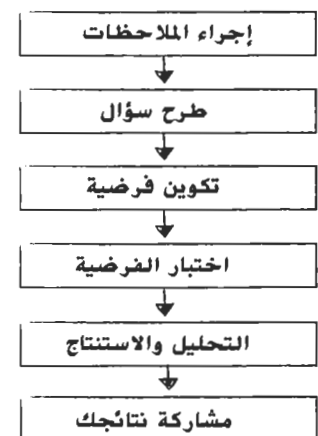 إجراء الملاحظات
طرح سؤال
تكوين فرضية
اختبار الفرضية
التحليل والاستنتاج
مشاركة نتائجك